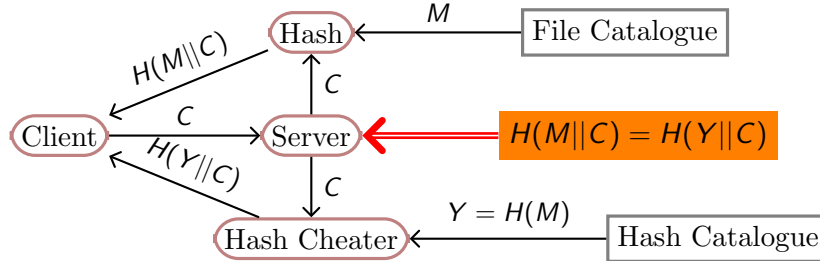 Hash
M
File Catalogue
H(M||C)
C
Client
C
Server
H(M||C) = H(Y||C)
H(Y||C)
C
Hash Cheater
Y = H(M)
Hash Catalogue